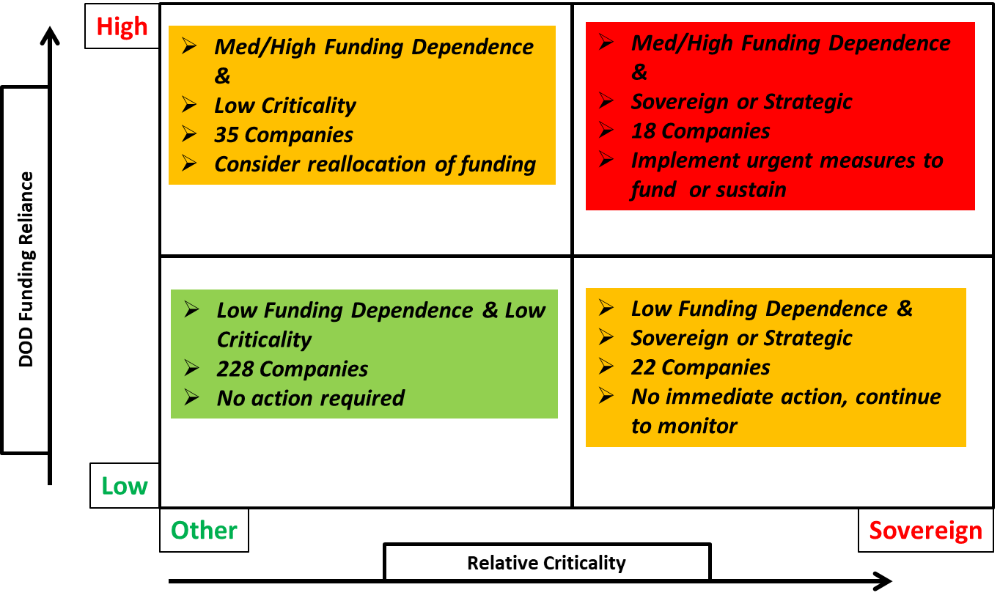 High
➢ Med/High Funding Dependence
&
➢ Low Criticality
➢ 35 Companies
➢ Consider reallocation of funding
➢ Med/High Funding Dependence
&
➢ Sovereign or Strategic
➢ 18 Companies
➢ Implement urgent measures to
fund or sustain
DOD Funding Reliance
➢ Low Funding Dependence & Low
Criticality
➢ 228 Companies
➢ No action required
➢ Low Funding Dependence &
➢ Sovereign or Strategic
➢ 22 Companies
➢ No immediate action, continue
to monitor
Low
Other
Sovereign
Relative Criticality